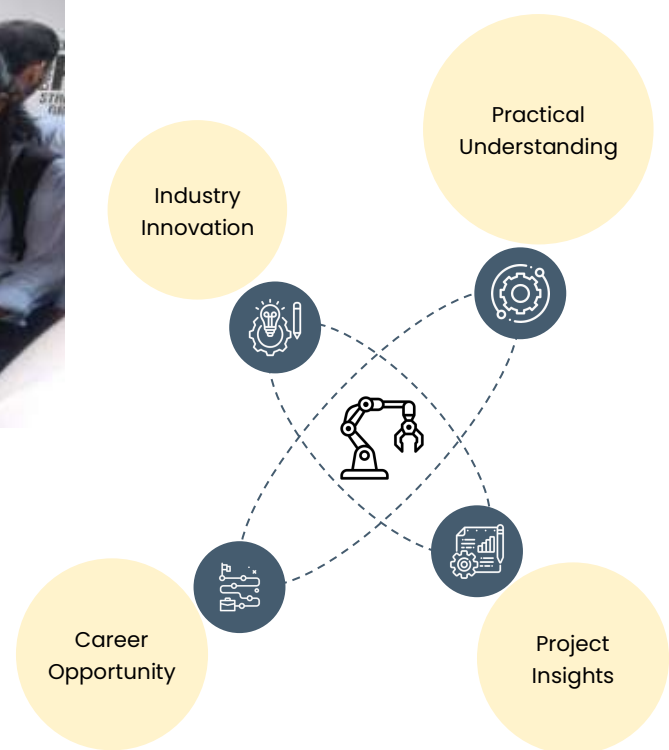 Practical
Understanding
Industry
Innovation
Career
Opportunity
Project
Insights